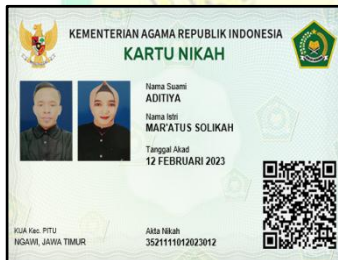 KEMENTERIAN AGAMA REPUBLIK INDONESIA
KARTU NIKAH
Nama Suami
ADITIYA
Nama Istri
MAR'ATUS SOLIKAH
Tanggal Akad
12 FEBRUARI 2023
KUA Kec. PITU
NGAWI, JAWA TIMUR
Akta Nikah
3521111012023012